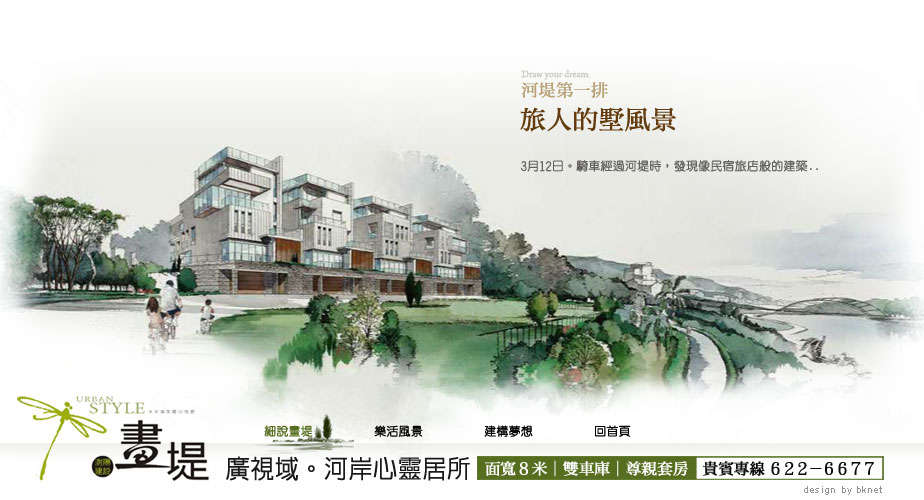 Draw your dream
河堤第一排
旅人的墅風景
3月12日。騎車經過河堤時，發現像民宿旅店般的建築..
URBAN
STYLE
畫堤
細說畫堤 樂活風景 建構夢想 回首頁
廣視域。河岸心靈居所 面寬8米｜雙車庫｜尊親套房 貴賓專線 622-6677
design by bknet